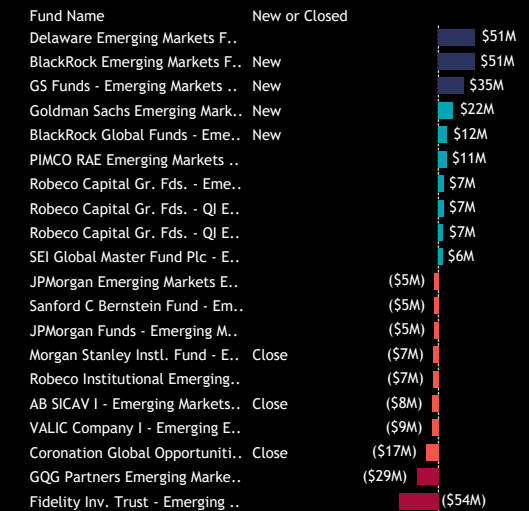 Fund Name New or Closed
Delaware Emerging Markets F.. $51M
BlackRock Emerging Markets F.. New $51M
GS Funds - Emerging Markets .. New $35M
Goldman Sachs Emerging Mark.. New $22M
BlackRock Global Funds - Eme.. New $12M
PIMCO RAE Emerging Markets .. $11M
Robeco Capital Gr. Fds. - Eme.. $7M
Robeco Capital Gr. Fds. - QI E.. $7M
Robeco Capital Gr. Fds. - QI E.. $7M
SEI Global Master Fund Plc - E.. $6M
JPMorgan Emerging Markets E.. ($5M)
Sanford C Bernstein Fund - Em.. ($5M)
JPMorgan Funds - Emerging M.. ($5M)
Morgan Stanley Instl. Fund - E.. Close ($7M)
Robeco Institutional Emerging.. ($7M)
AB SICAV I - Emerging Markets.. Close ($8M)
VALIC Company I - Emerging E.. ($9M)
Coronation Global Opportuniti.. Close ($17M)
GQG Partners Emerging Marke.. ($29M)
Fidelity Inv. Trust - Emerging .. ($54M)